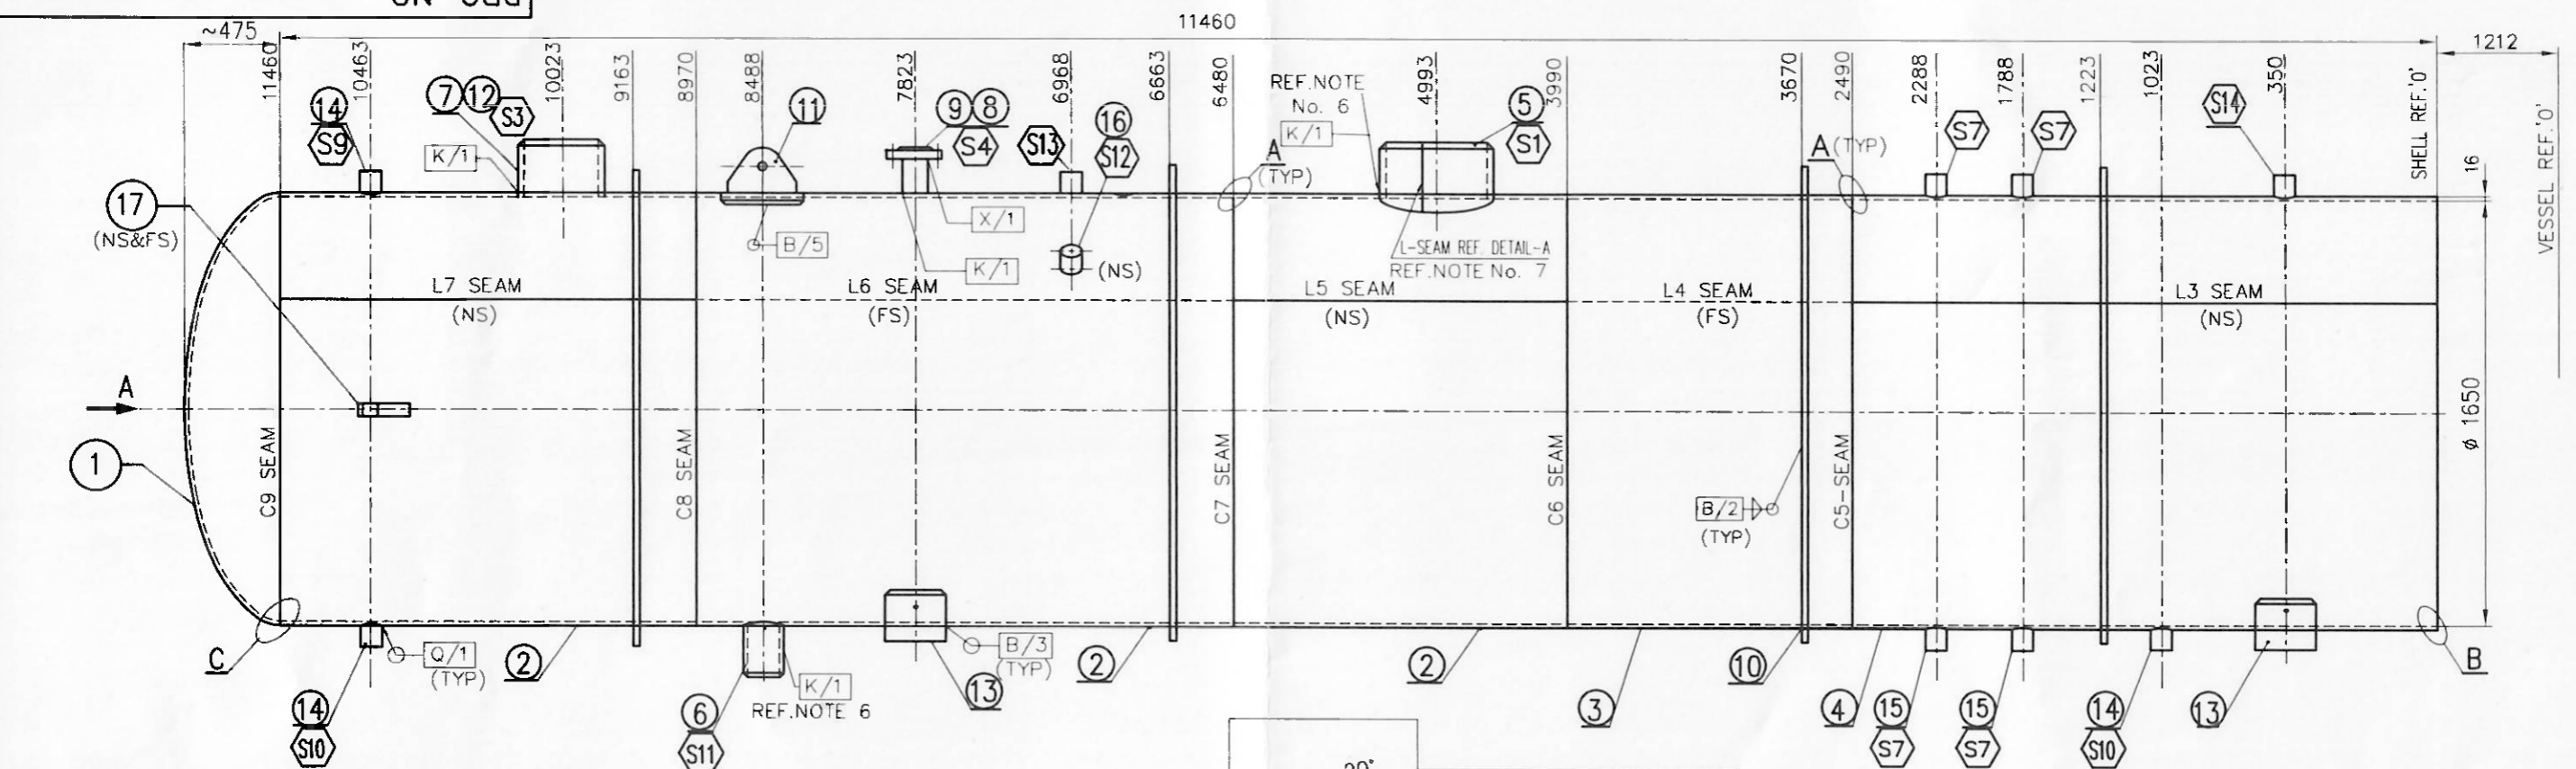 DRG NO
11460
~475
1212
11460
10463
10023
9163
8970
8488
7823
6968
6663
6480
4993
3990
3670
2490
2288
1788
1223
1023
350
SHELL REF.'0'
VESSEL REF.'0'
16
ø 1650
14
S9
7 12
S3
K/1
11
9 8
S4
S13
16
S12
REF.NOTE
No. 6
K/1
5
S1
A
(TYP)
A (TYP)
S7
S7
S14
17
(NS&FS)
B/5
X/1
K/1
(NS)
L-SEAM REF. DETAIL-A
REF.NOTE No. 7
L7 SEAM
(NS)
L6 SEAM
(FS)
L5 SEAM
(NS)
L4 SEAM
(FS)
L3 SEAM
(NS)
A
1
C9 SEAM
C8 SEAM
C7 SEAM
C6 SEAM
C5-SEAM
B/2
(TYP)
C
Q/1
(TYP)
2
K/1
REF.NOTE 6
B/3
(TYP)
13
2
2
10
B
14
S10
6
S11
3
4
15
S7
15
S7
14
S10
13
20°